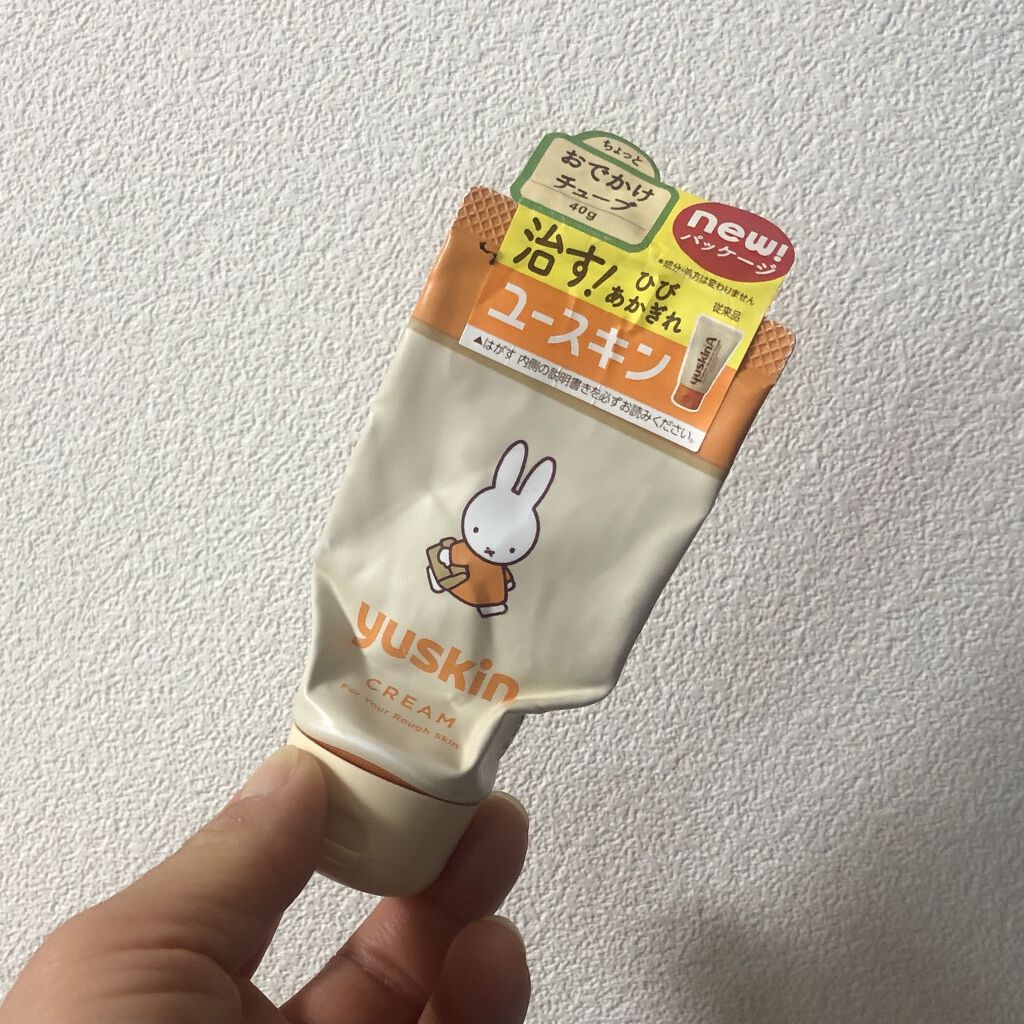 ちょっと
おでかけ
チューブ
40g
new!
パッケージ
*成分・処方は変わりません
治す!
ひび
あかぎれ
従来品
yuskinA
ユースキン
▲はがす 内側の説明書きを必ずお読みください。
yuskin
CREAM
For Your Rough Skin